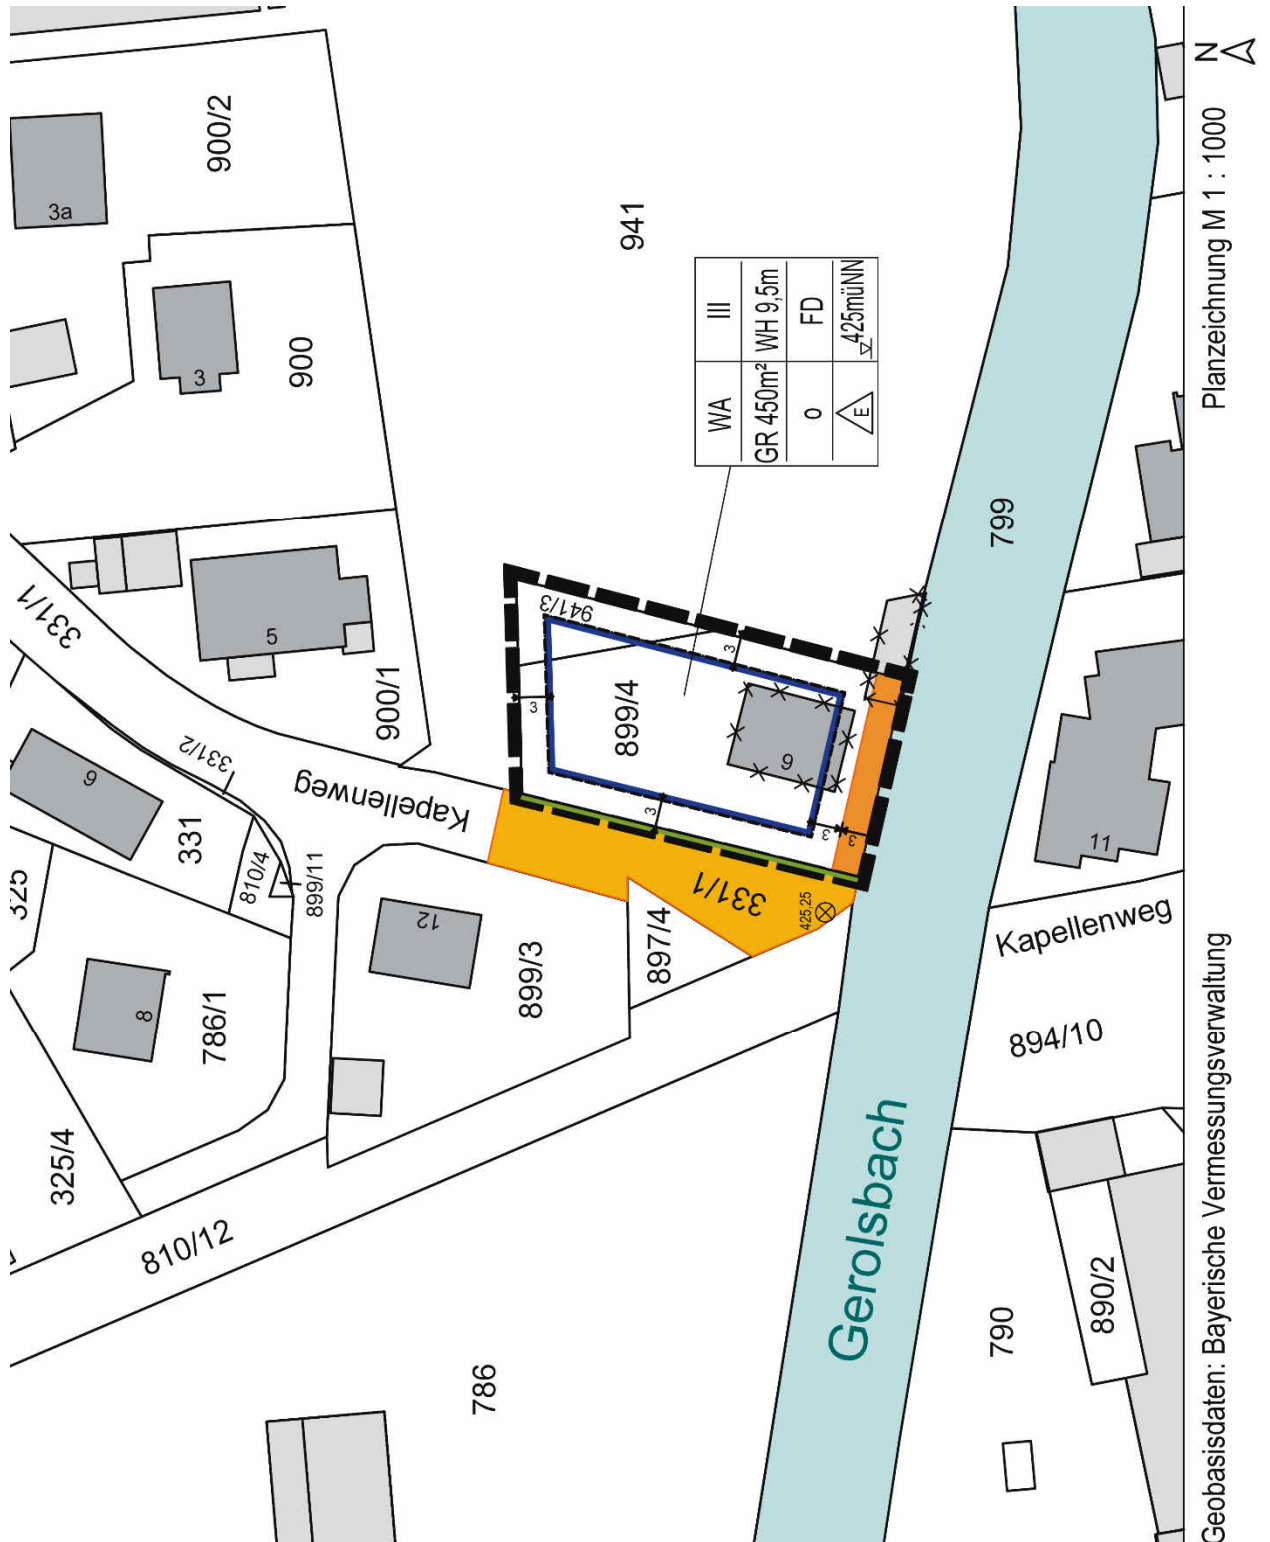 900/2
3a
941
3
900
WA
III
GR 450m²
WH 9,5m
0
FD
E
425müNN
799
331/1
5
900/1
941/3
3
3
899/4
9
3
3
3
Kapellenweg
331/2
331
810/4
899/11
325
786/1
8
12
899/3
897/4
331/1
425,25
11
Kapellenweg
894/10
325/4
810/12
Gerolsbach
786
790
890/2
N
Planzeichnung M 1 : 1000
Geobasisdaten: Bayerische Vermessungsverwaltung